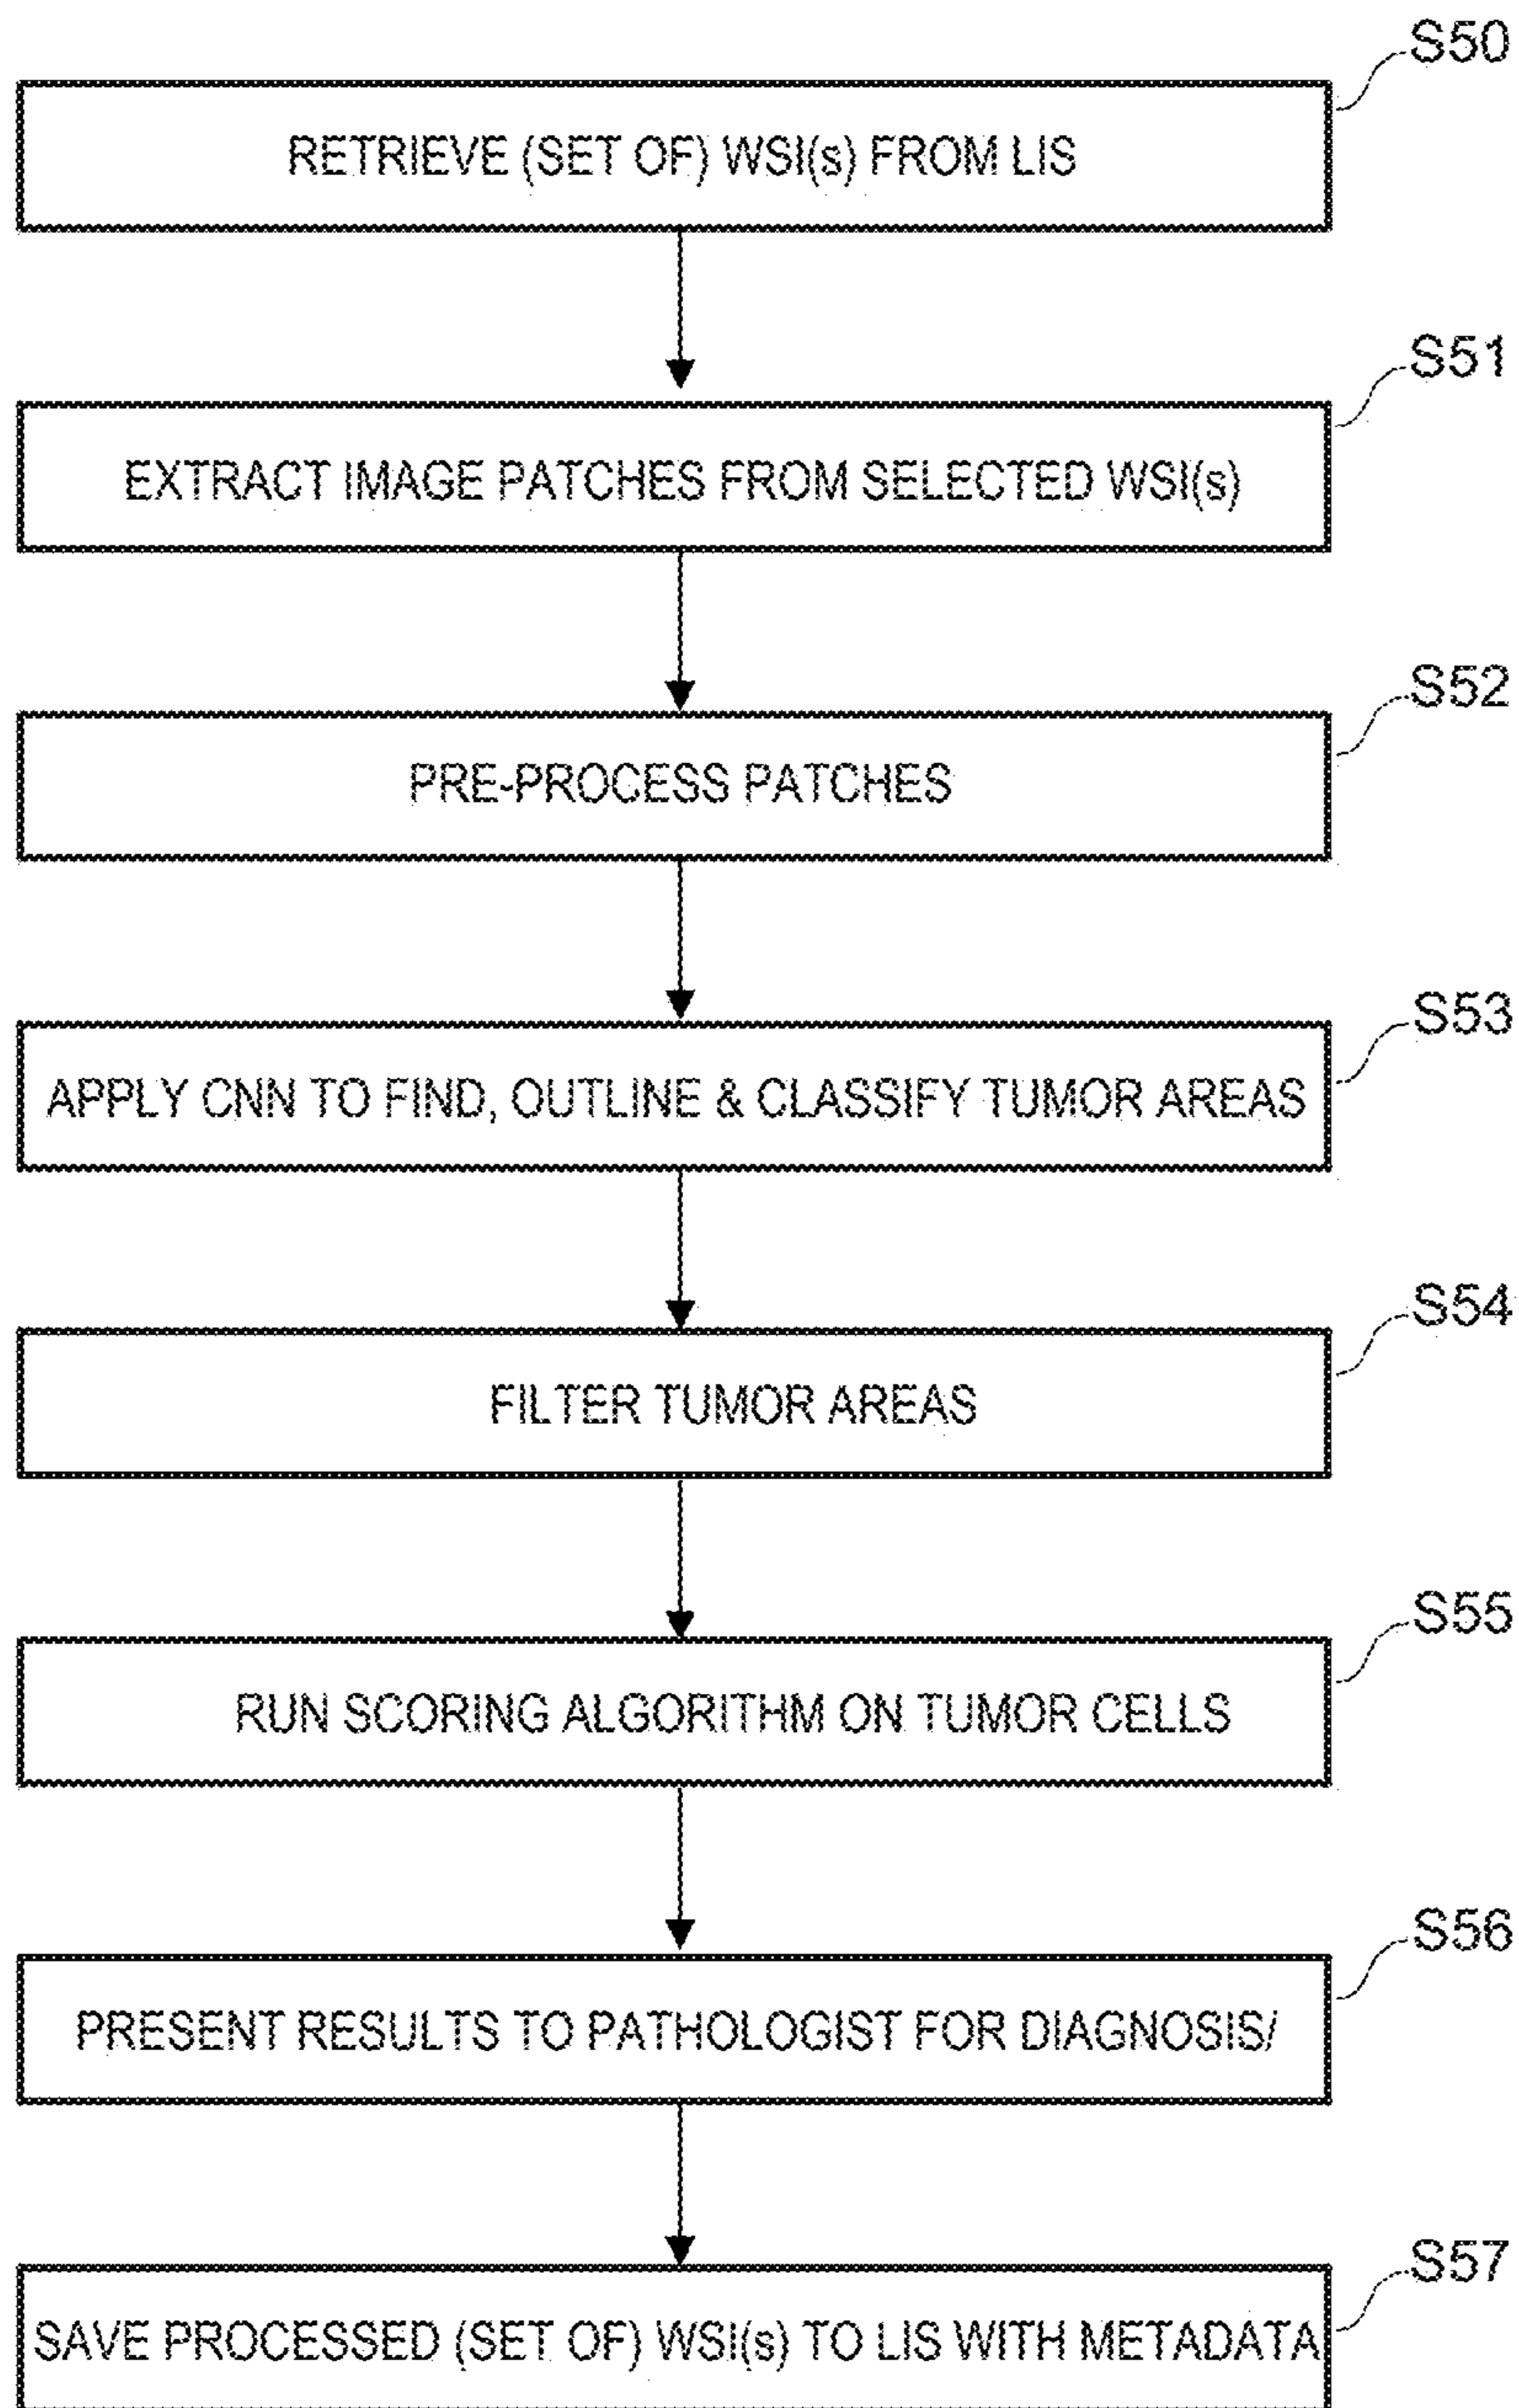 S50
RETRIEVE (SET OF) WSI(s) FROM LIS
S51
EXTRACT IMAGE PATCHES FROM SELECTED WSI(s)
S52
PRE-PROCESS PATCHES
S53
APPLY CNN TO FIND, OUTLINE & CLASSIFY TUMOR AREAS
S54
FILTER TUMOR AREAS
S55
RUN SCORING ALGORITHM ON TUMOR CELLS
S56
PRESENT RESULTS TO PATHOLOGIST FOR DIAGNOSIS/
S57
SAVE PROCESSED (SET OF) WSI(s) TO LIS WITH METADATA